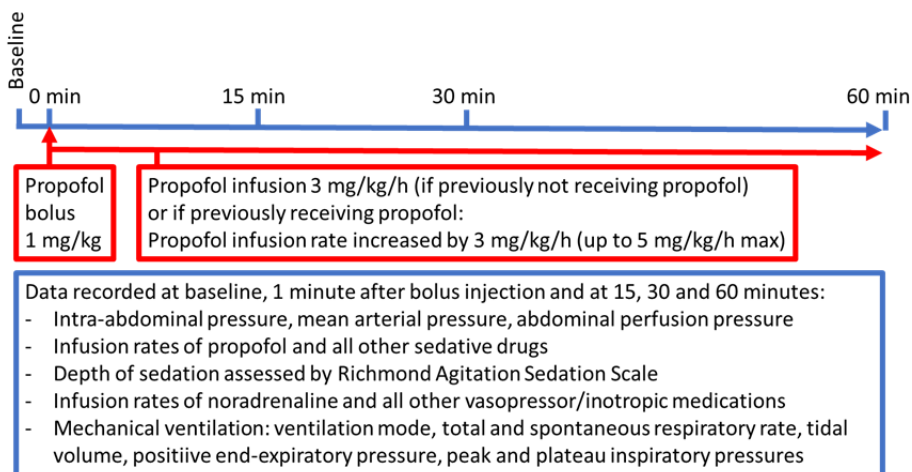 Baseline
0 min
15 min
30 min
60 min
Propofol
bolus
1 mg/kg
Propofol infusion 3 mg/kg/h (if previously not receiving propofol)
or if previously receiving propofol:
Propofol infusion rate increased by 3 mg/kg/h (up to 5 mg/kg/h max)
Data recorded at baseline, 1 minute after bolus injection and at 15, 30 and 60 minutes:
- Intra-abdominal pressure, mean arterial pressure, abdominal perfusion pressure
- Infusion rates of propofol and all other sedative drugs
- Depth of sedation assessed by Richmond Agitation Sedation Scale
- Infusion rates of noradrenaline and all other vasopressor/inotropic medications
- Mechanical ventilation: ventilation mode, total and spontaneous respiratory rate, tidal
volume, positiive end-expiratory pressure, peak and plateau inspiratory pressures